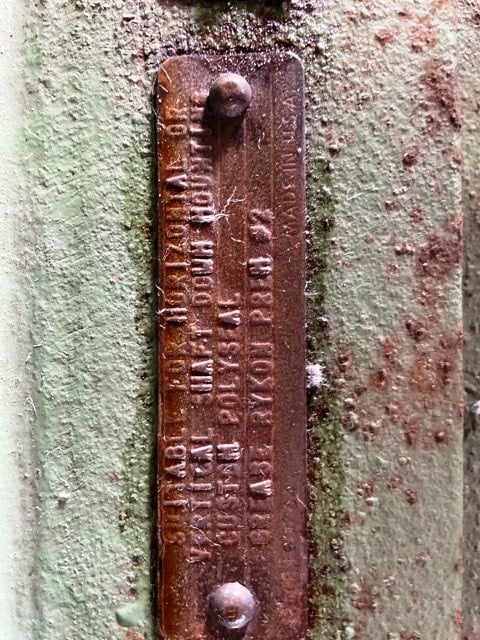 SUITABLE FOR HORIZONTAL OR
VERTICAL SHAFT DOWN MOUNTING
CUSTOM POLYSEAL
GREASE RYKON PREM #2
MADE IN U.S.A.